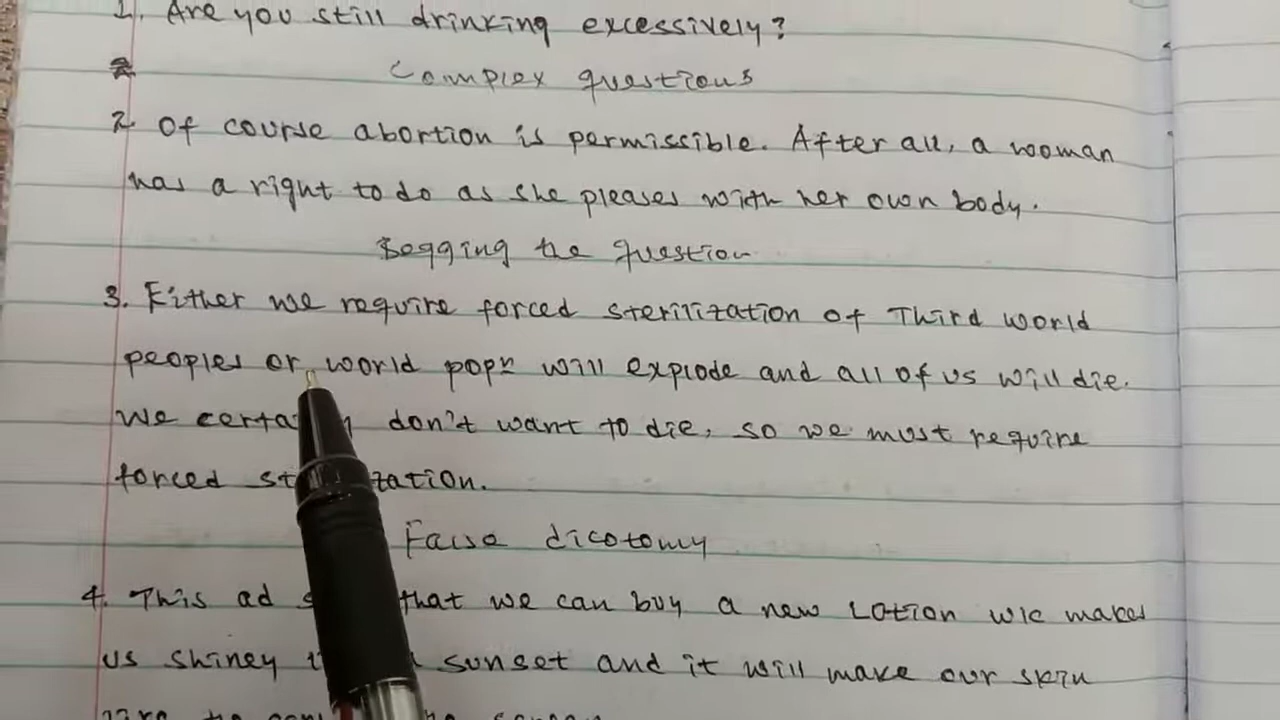 1. Are you still drinking excessively?
Complex questions
2. Of course abortion is permissible. After all, a wooman
has a right to do as she pleases with her own body.
Begging the question
3. Either we require forced sterilization of Third world
peoples or world popn will explode and all of us will die.
We certa don't want to die, so we must require
forced st zation.
False dicotomy
4. This ad that we can buy a new Lotion wic makes
us shiney sunset and it will make our skin